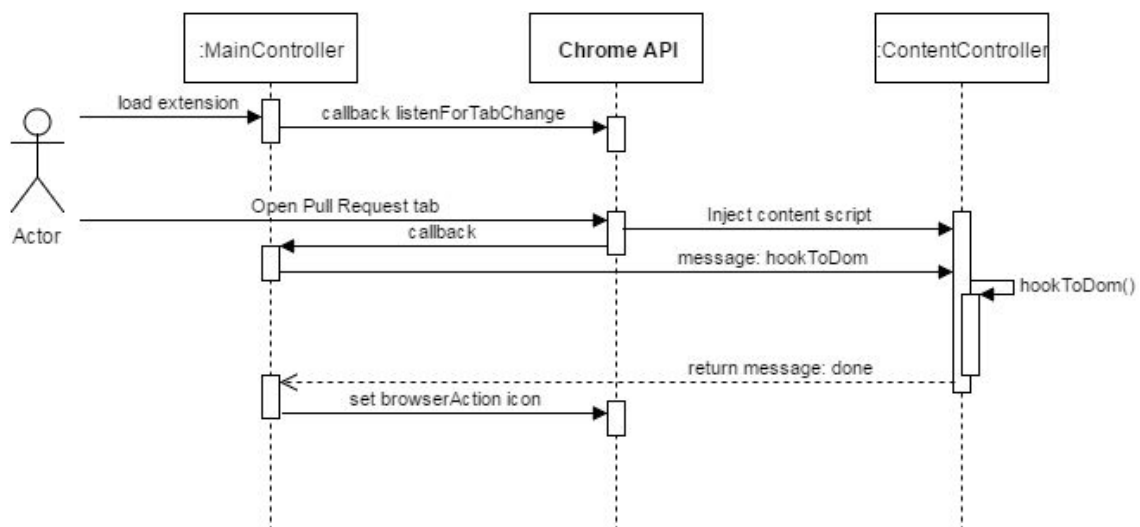 :MainController
Chrome API
:ContentController
load extension
callback listenForTabChange
Open Pull Request tab
Inject content script
Actor
callback
message: hookToDom
hookToDom()
return message: done
set browserAction icon